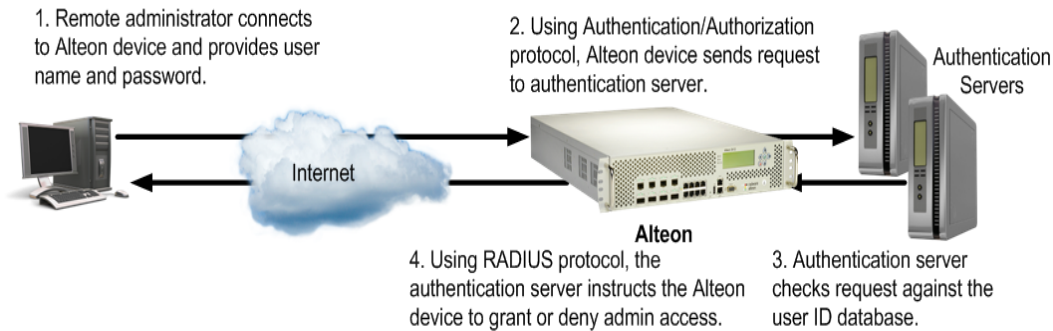 1. Remote administrator connects
to Alteon device and provides user
name and password.
2. Using Authentication/Authorization
protocol, Alteon device sends request
to authentication server.
Authentication
Servers
Internet
Alteon
4. Using RADIUS protocol, the
authentication server instructs the Alteon
device to grant or deny admin access.
3. Authentication server
checks request against the
user ID database.